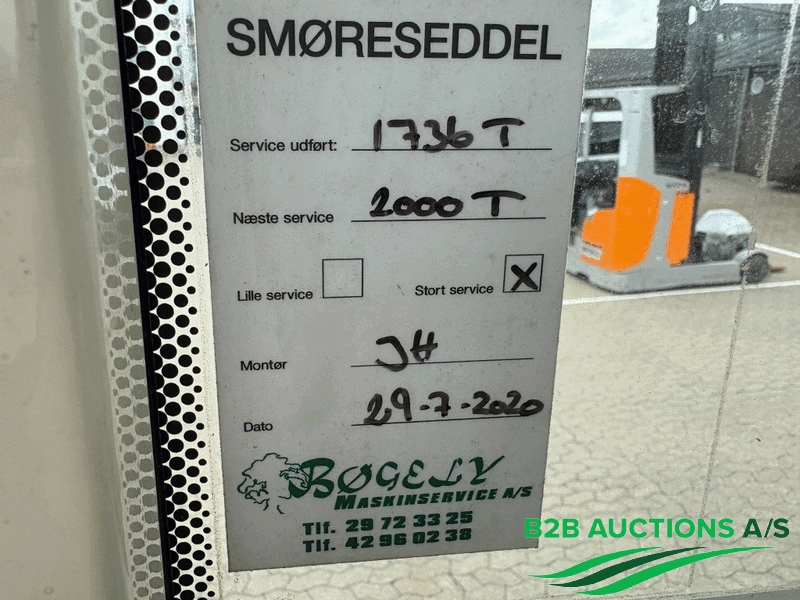 SMØRESEDDEL
Service udført: 1736 T
Næste service 2000 T
Lille service Stort service X
Montør JH
Dato 29-7-2020
BØGELY
MASKINSERVICE A/S
Tlf. 29 72 33 25
Tlf. 42 96 02 38
B2B AUCTIONS A/S